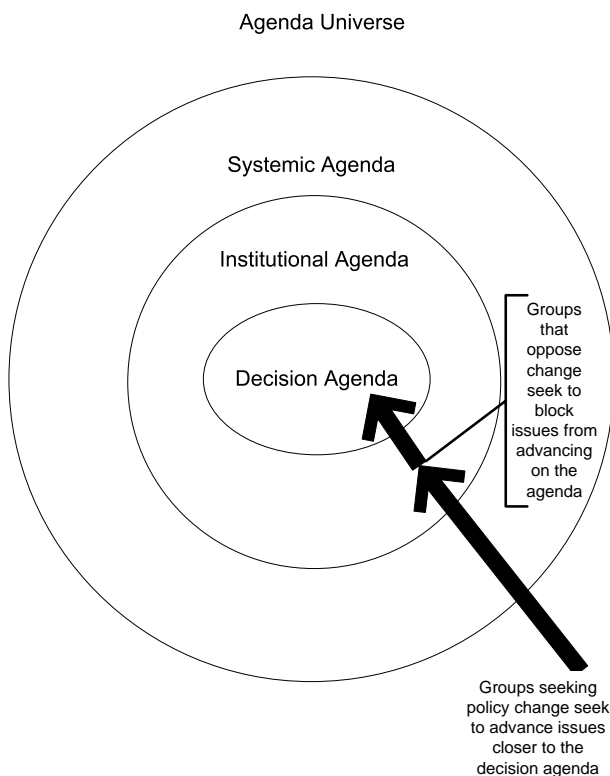 Agenda Universe
Systemic Agenda
Institutional Agenda
Decision Agenda
Groups
that
oppose
change
seek to
block
issues from
advancing
on the
agenda
Groups seeking
policy change seek
to advance issues
closer to the
decision agenda